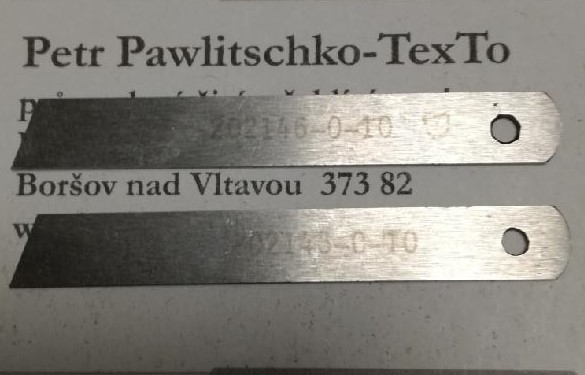 Petr Pawlitschko-TexTo
202146-0-10
Boršov nad Vltavou 373 82
202146-0-10